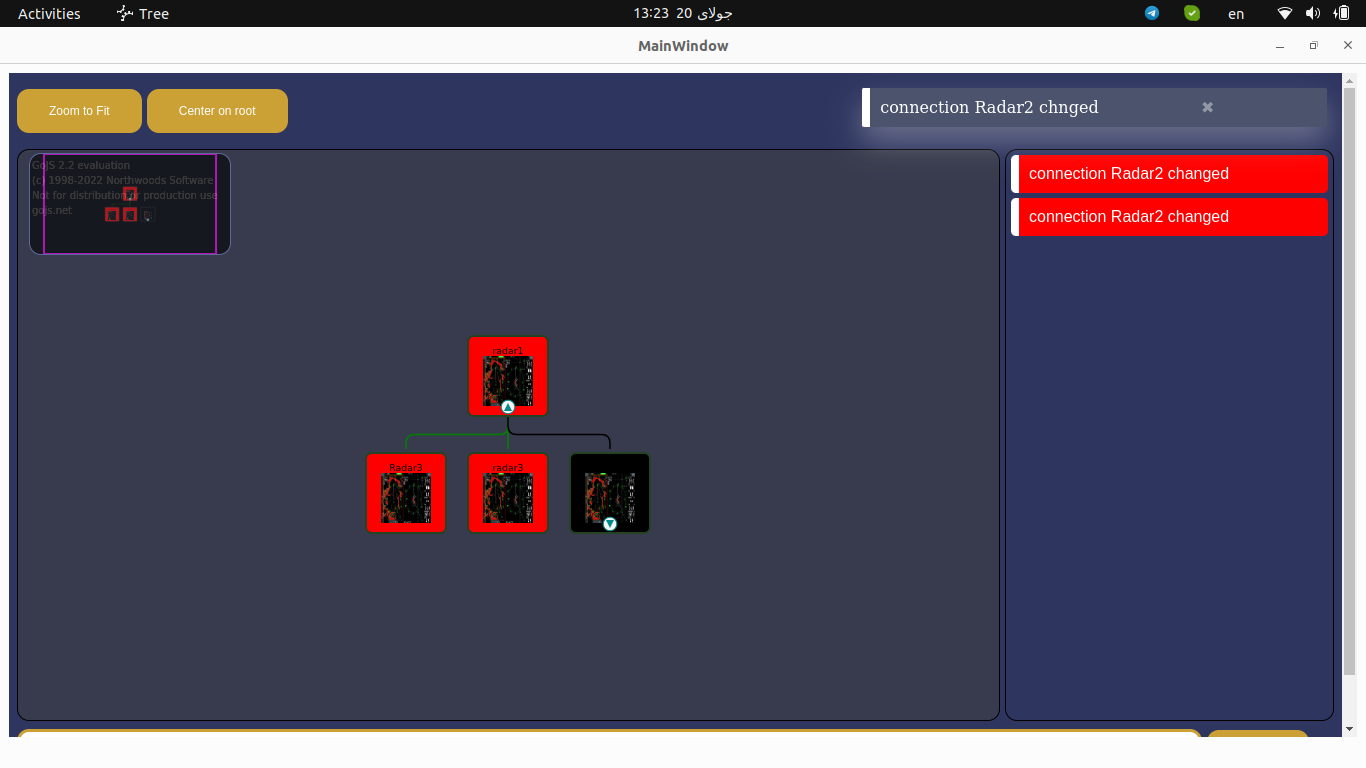 Activities
Tree
جولای 20 13:23
en
MainWindow
Zoom to Fit
Center on root
connection Radar2 chnged
GoJS 2.2 evaluation
(c) 1998-2022 Northwoods Software
Not for distribution or production use
gojs.net
connection Radar2 changed
connection Radar2 changed
radar1
Radar3
radar3